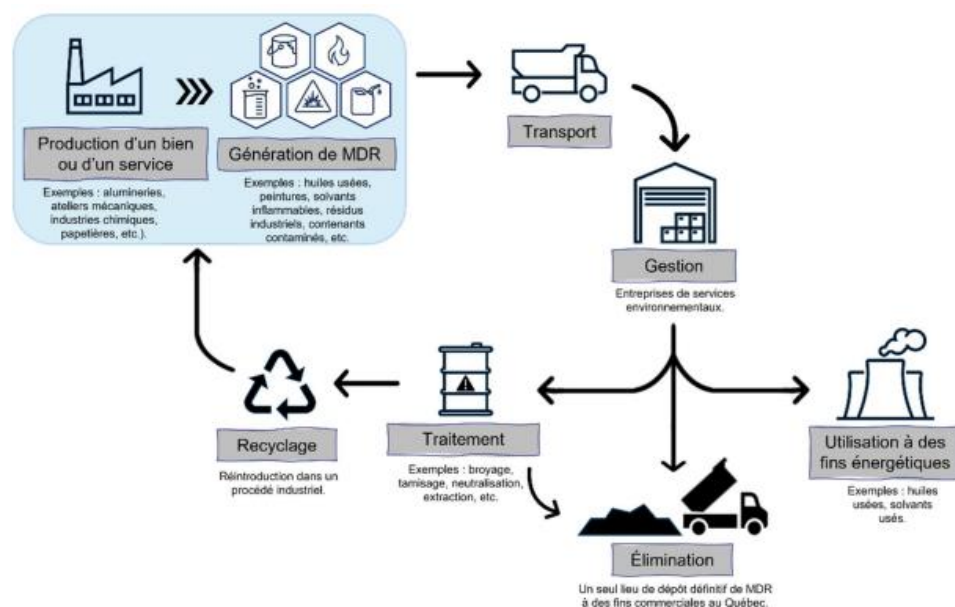 Production d'un bien
ou d'un service
Exemples : alumineries,
ateliers mécaniques,
industries chimiques,
papetières, etc.).
Génération de MDR
Exemples : huiles usées,
peintures, solvants
inflammables, résidus
industriels, contenants
contaminés, etc.
Transport
Gestion
Entreprises de services
environnementaux.
Recyclage
Réintroduction dans un
procédé industriel.
Traitement
Exemples : broyage,
tamisage, neutralisation,
extraction, etc.
Utilisation à des
fins énergétiques
Exemples : huiles
usées, solvants
usés.
Élimination
Un seul lieu de dépôt définitif de MDR
à des fins commerciales au Québec.